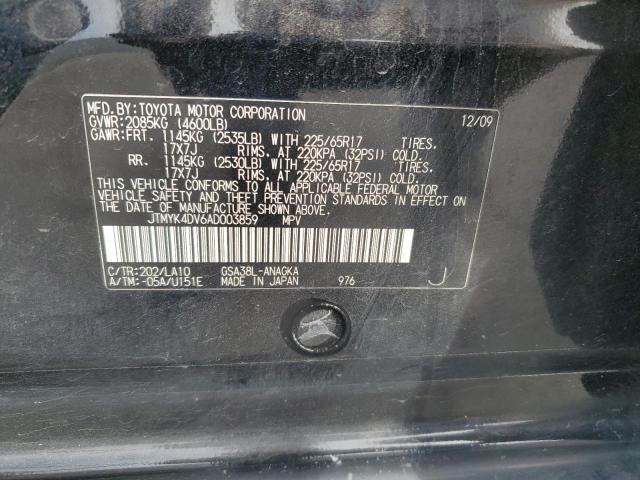 MFD.BY:TOYOTA MOTOR CORPORATION 12/09
GVWR:2085KG (4600LB)
GAWR:FRT. 1145KG (2535LB) WITH 225/65R17 TIRES.
17X7J RIMS. AT 220KPA (32PSI) COLD.
RR. 1145KG (2530LB) WITH 225/65R17 TIRES.
17X7J RIMS. AT 220KPA (32PSI) COLD.
THIS VEHICLE CONFORMS TO ALL APPLICABLE FEDERAL MOTOR
VEHICLE SAFETY AND THEFT PREVENTION STANDARDS IN EFFECT ON
THE DATE OF MANUFACTURE SHOWN ABOVE.
JTMYK4DV6AD003859 MPV
C/TR:202/LA10 GSA38L-ANAGKA
A/TM:-05A/U151E MADE IN JAPAN 976 J